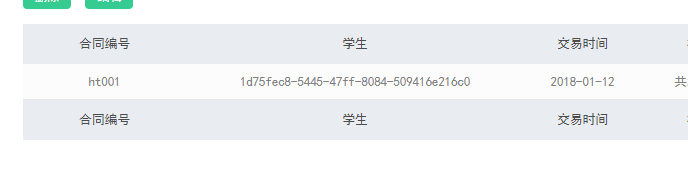 合同编号 学生 交易时间
ht001 1d75fec8-5445-47ff-8084-509416e216c0 2018-01-12 共
合同编号 学生 交易时间